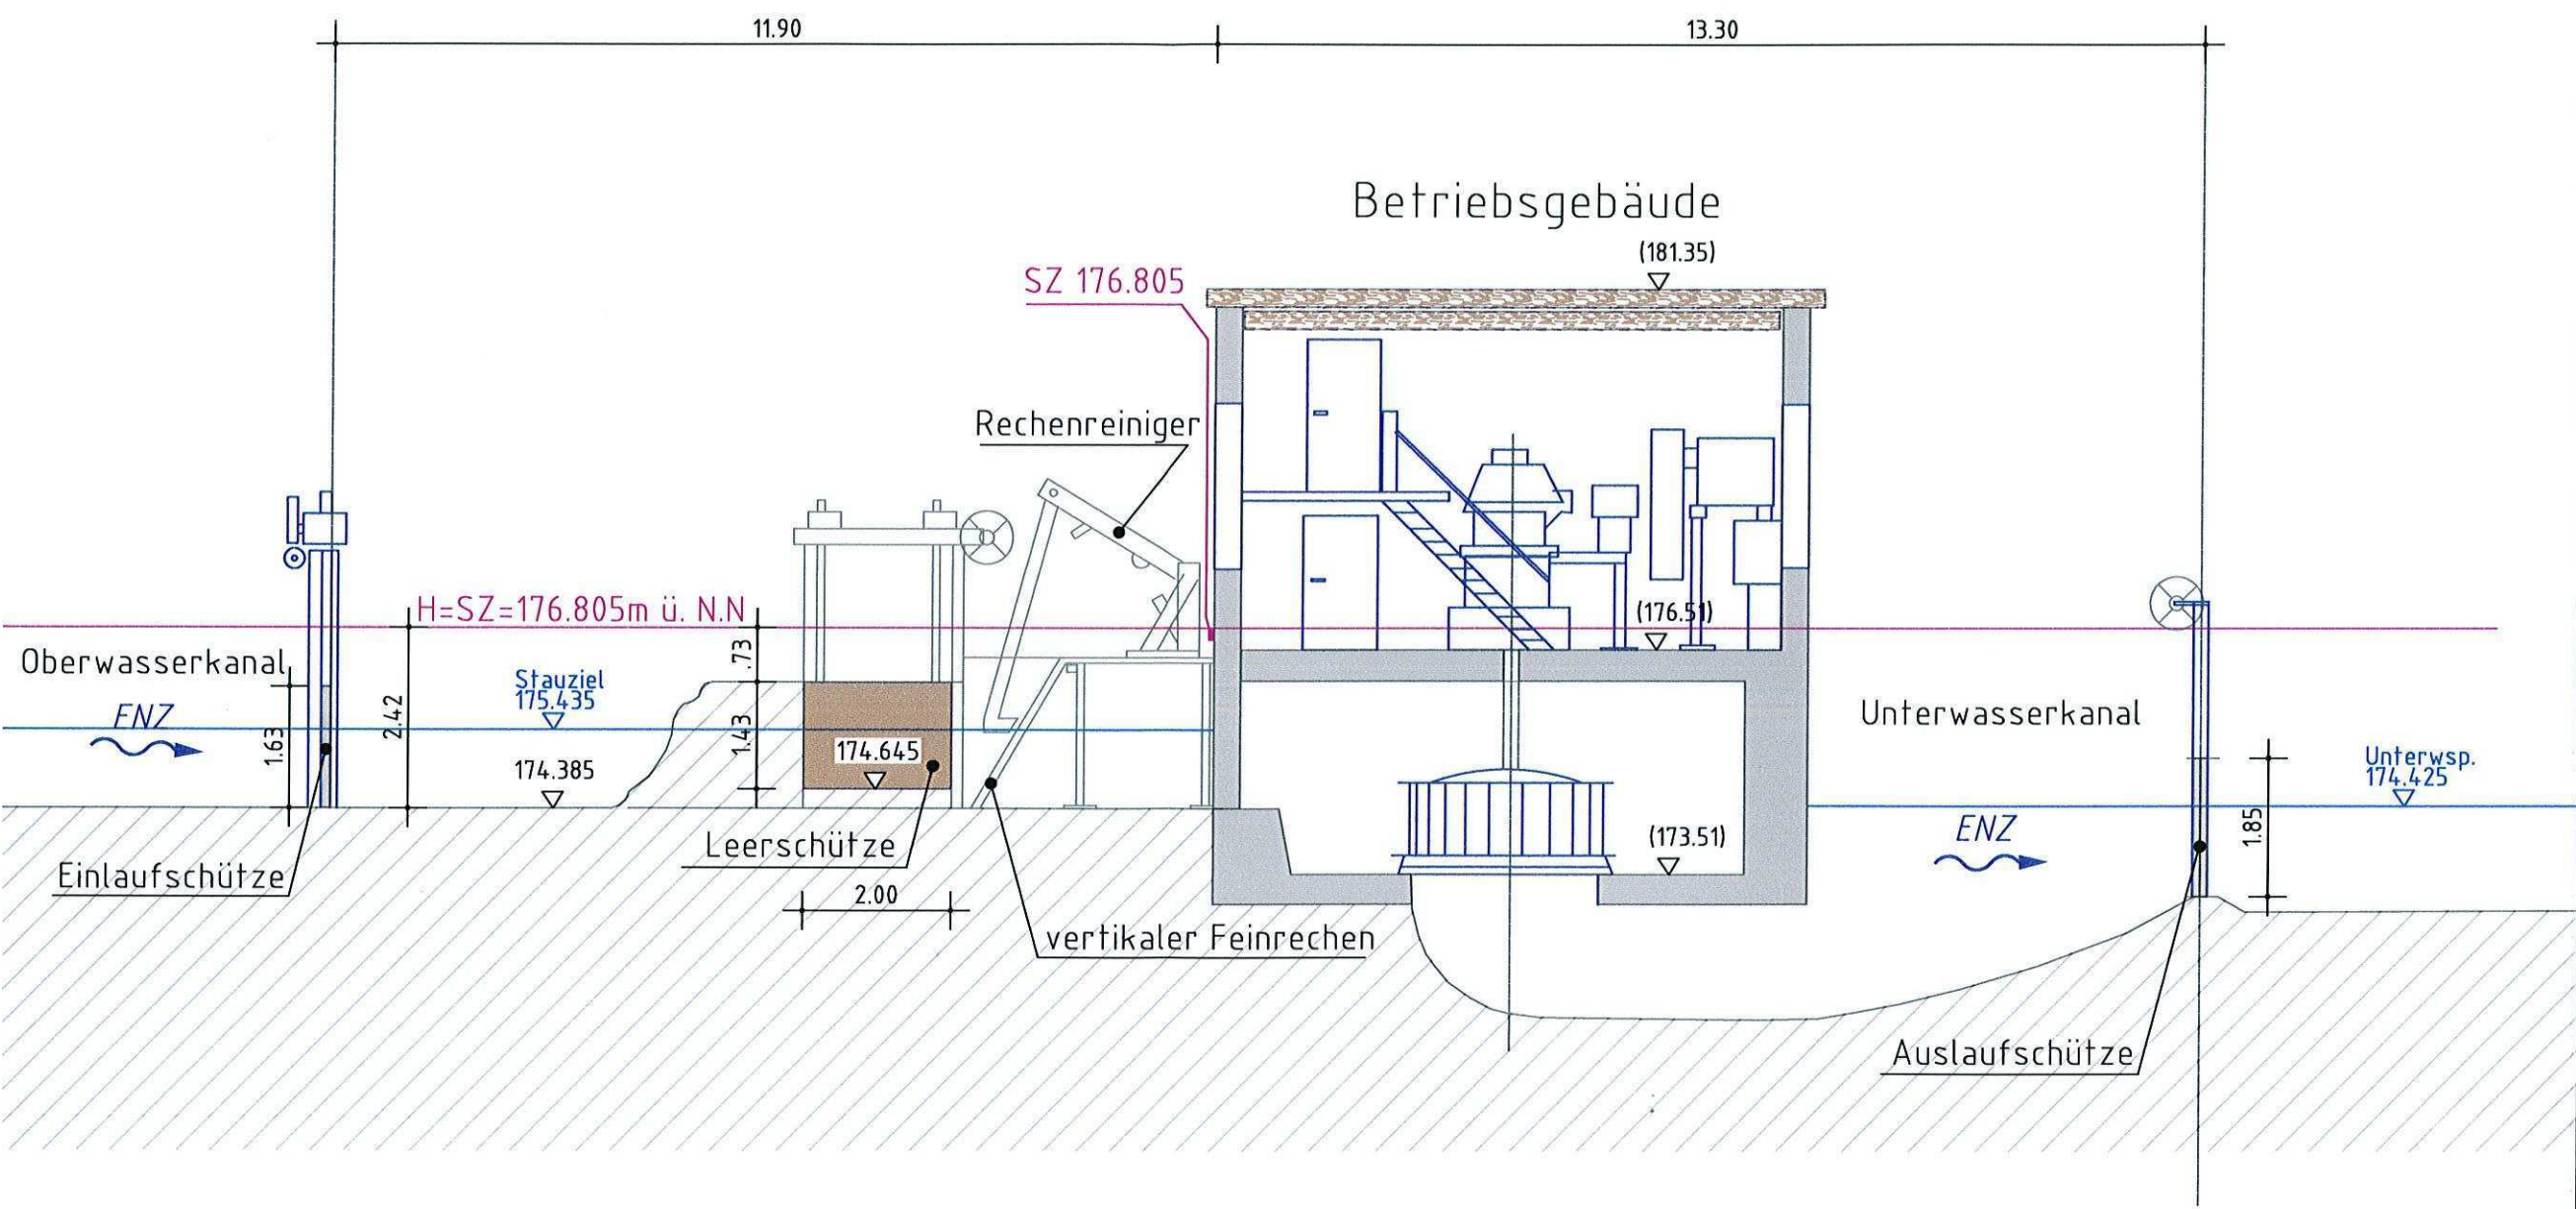 11.90
13.30
Betriebsgebäude
(181.35)
SZ 176.805
Rechenreiniger
H=SZ=176.805m ü. N.N
(176.51)
Oberwasserkanal
.73
Stauziel
175.435
ENZ
2.42
1.63
1.43
174.645
174.385
Unterwasserkanal
Unterwsp.
174.425
ENZ
1.85
(173.51)
Leerschütze
Einlaufschütze
2.00
vertikaler Feinrechen
Auslaufschütze